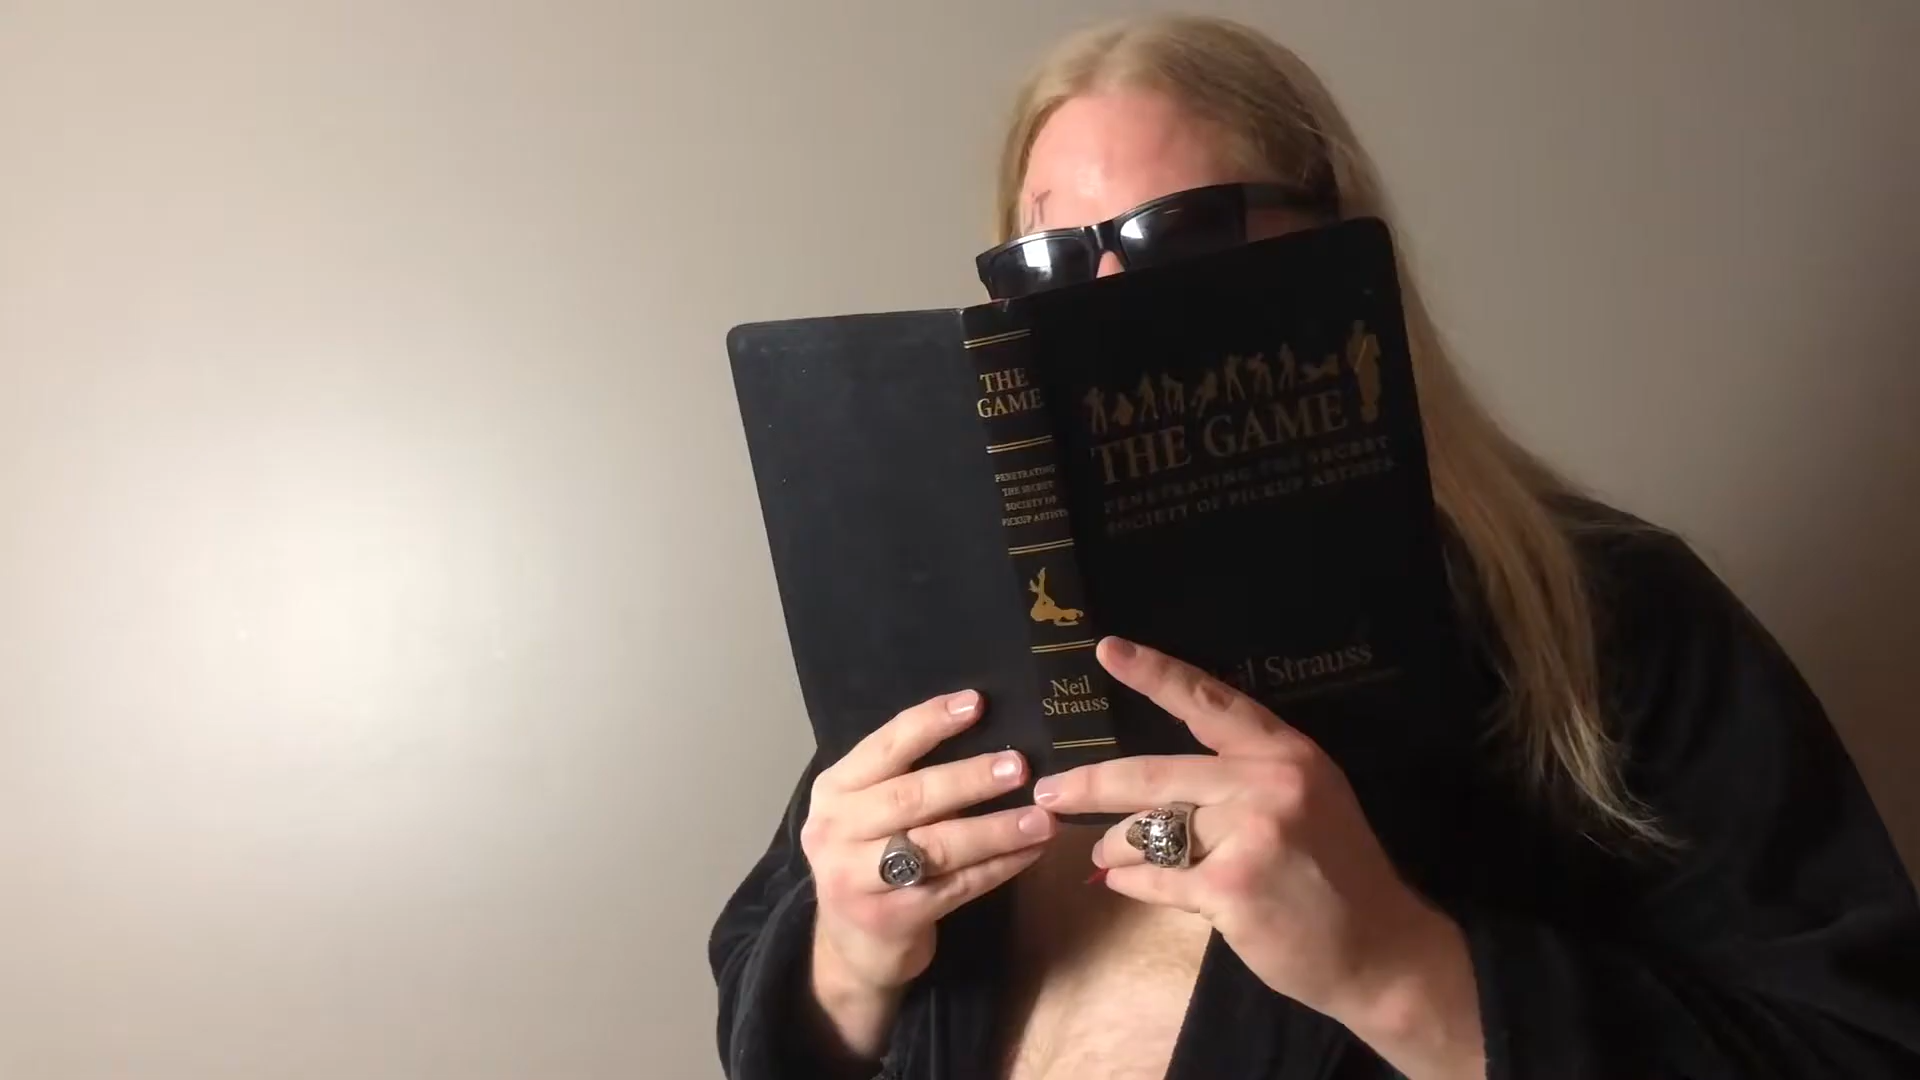 THE
GAME
PENETRATING
THE SECRET
SOCIETY OF
PICKUP ARTISTS
Neil
Strauss
THE GAME
PENETRATING THE SECRET
SOCIETY OF PICKUP ARTISTS
Strauss